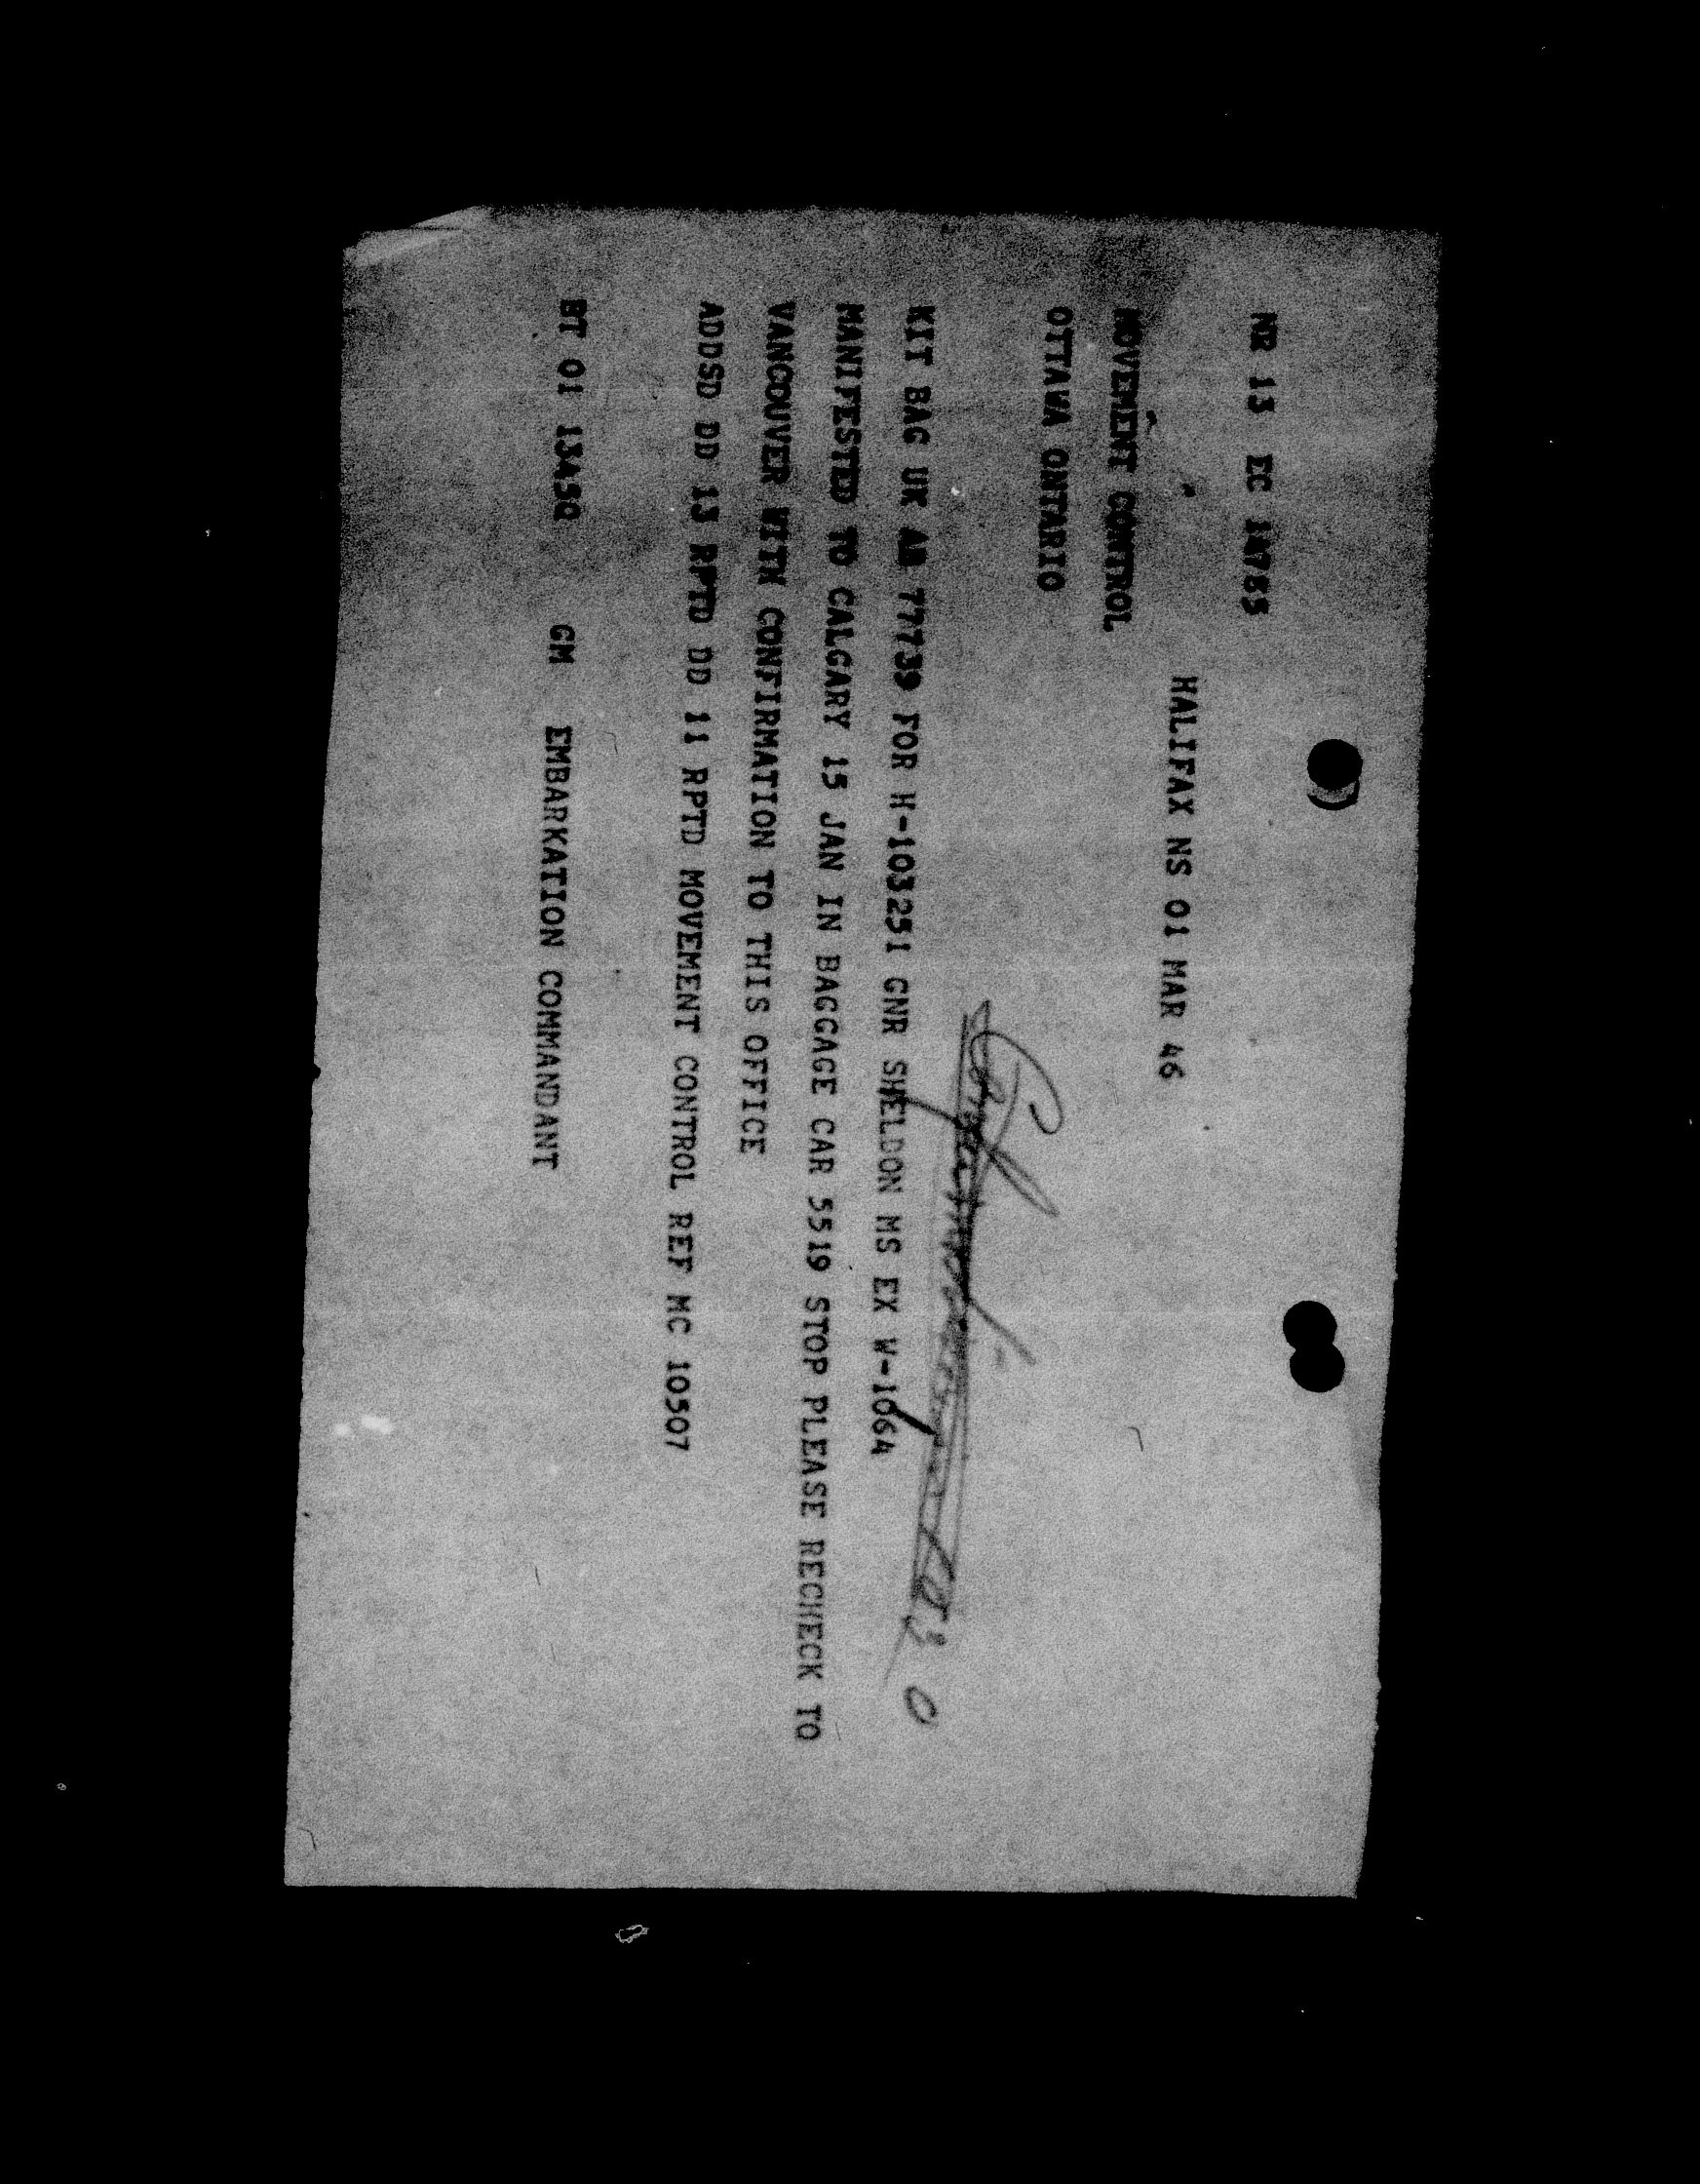 NR 13 EC 14785
HALIFAX NS 01 MAR 46
MOVEMENT CONTROL
OTTAWA ONTARIO
KIT BAG UK AB 77739 FOR H-103251 GNR SHELDON MS EX W-1064
MANIFESTED TO CALGARY 15 JAN IN BAGGAGE CAR 5519 STOP PLEASE RECHECK TO
VANCOUVER WITH CONFIRMATION TO THIS OFFICE
ADDSD DD 13 RPTD DD 11 RPTD MOVEMENT CONTROL REF MC 10507
BT 01 1345Q GM EMBARKATION COMMANDANT